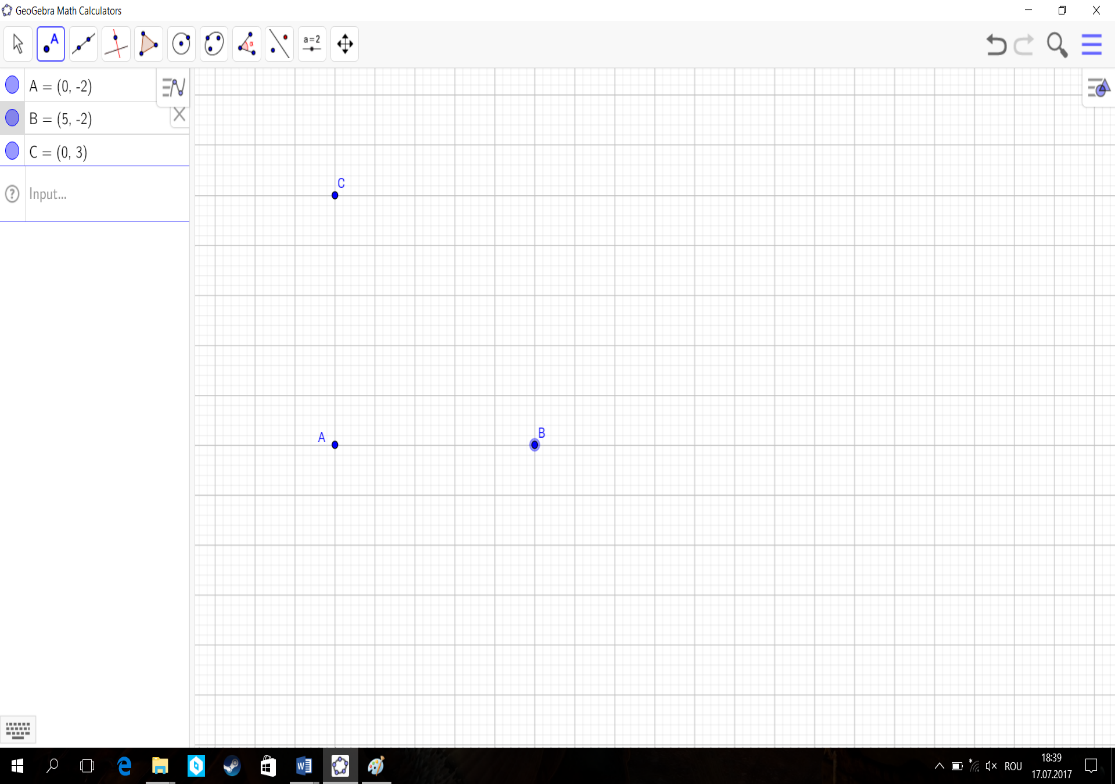 GeoGebra Math Calculators
A
a=2
A = (0, -2)
B = (5, -2)
C = (0, 3)
? Input...
C
A
B
ROU
18:39
17.07.2017